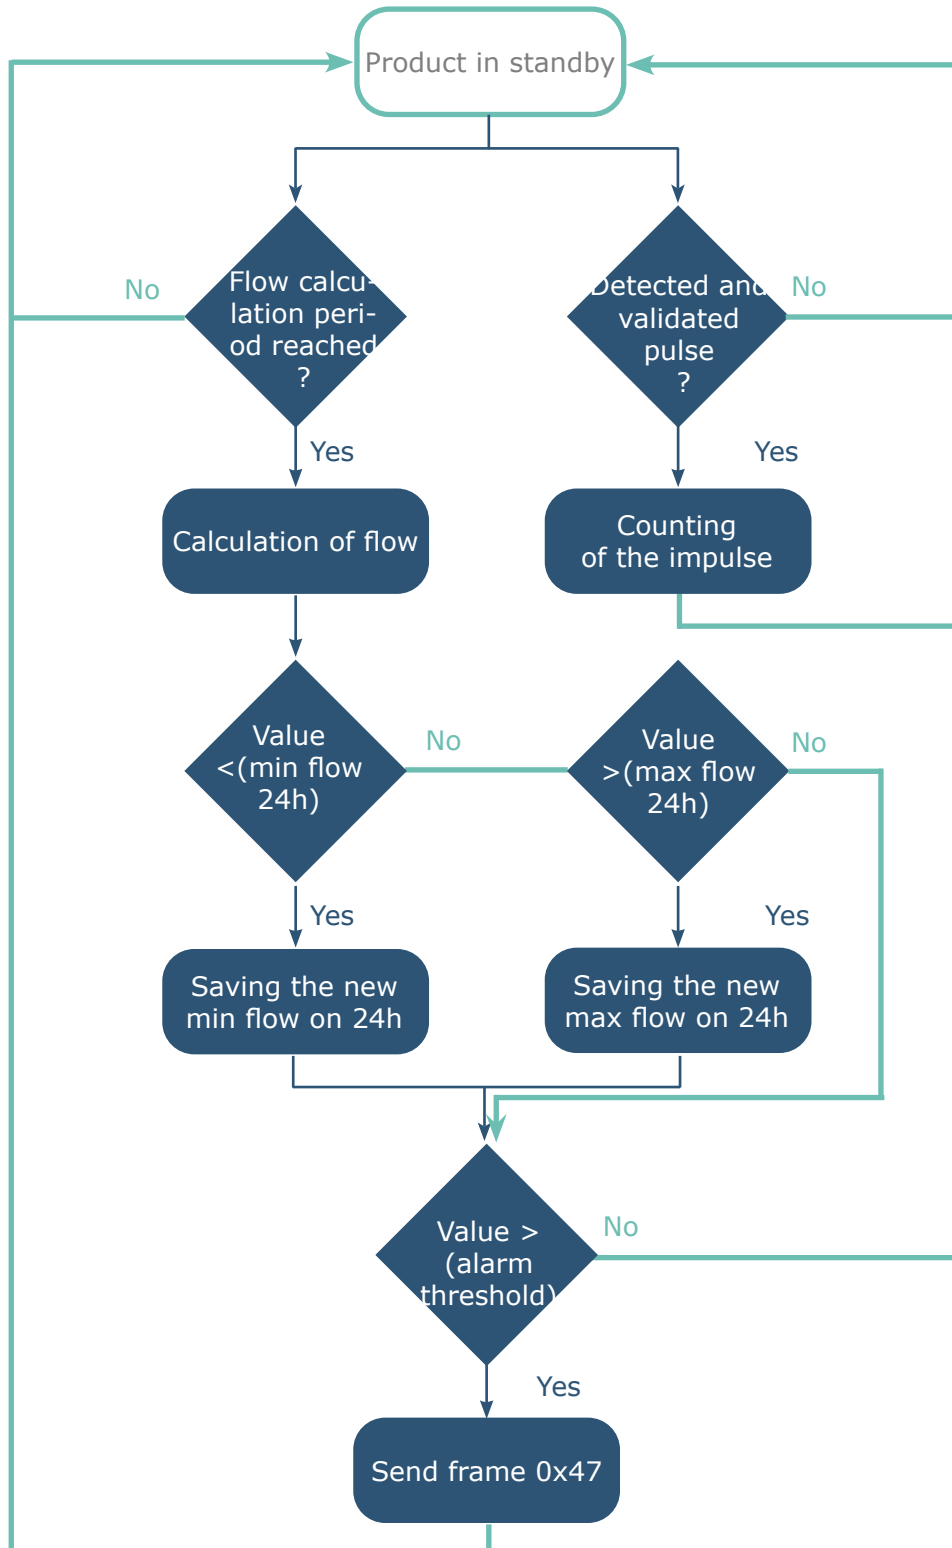 Product in standby
No
Flow calcu-
lation peri-
od reached
?
Detected and
validated
pulse
?
No
Yes
Yes
Calculation of flow
Counting
of the impulse
Value
<(min flow
24h)
No
Value
>(max flow
24h)
No
Yes
Yes
Saving the new
min flow on 24h
Saving the new
max flow on 24h
Value >
(alarm
threshold)
No
Yes
Send frame 0x47